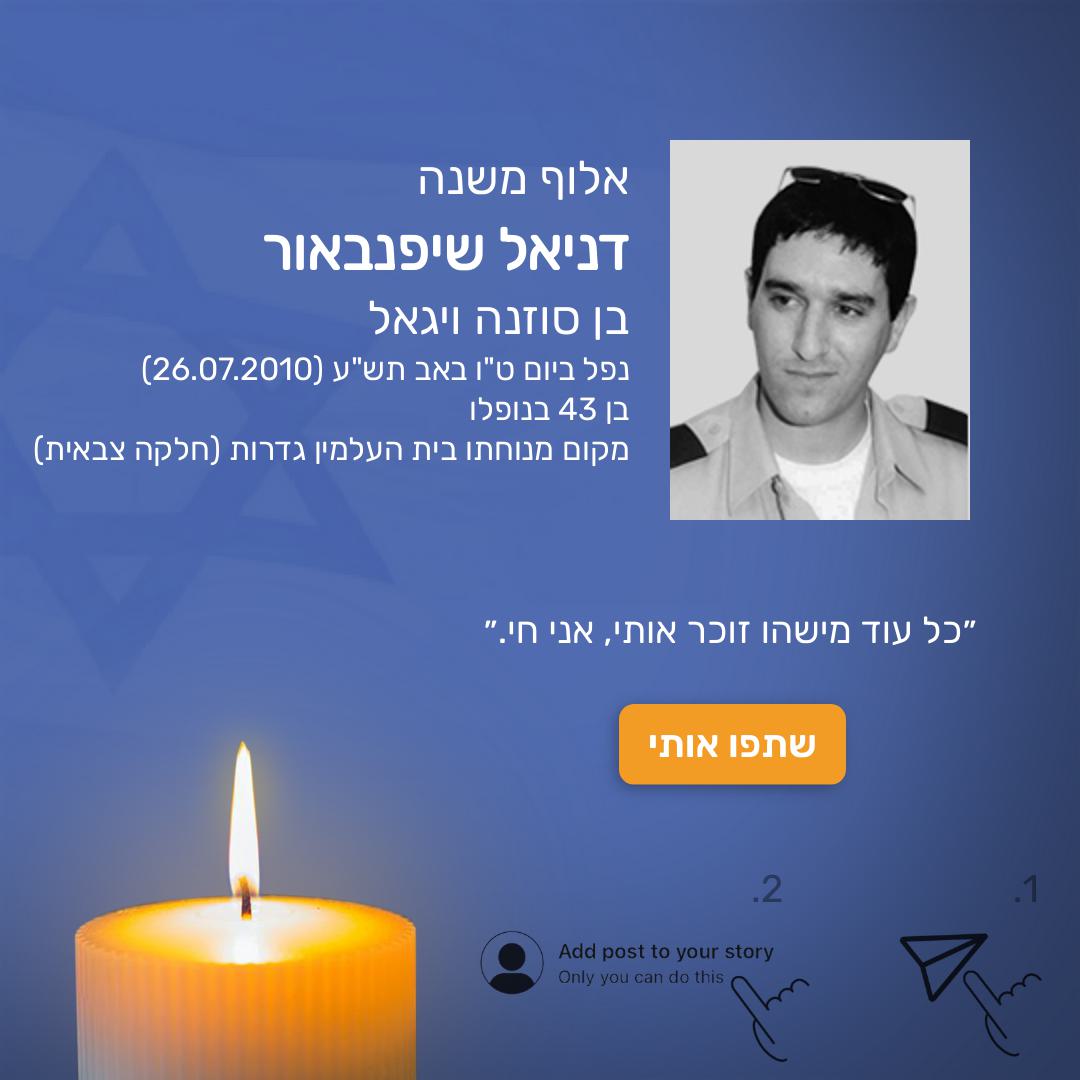 אלוף משנה
דניאל שיפנבאור
בן סוזנה ויגאל
נפל ביום ט"ו באב תש"ע (26.07.2010)
בן 43 בנופלו
מקום מנוחתו בית העלמין גדרות (חלקה צבאית)
״כל עוד מישהו זוכר אותי, אני חי.״
שתפו אותי
1.
2.
Add post to your story
Only you can do this